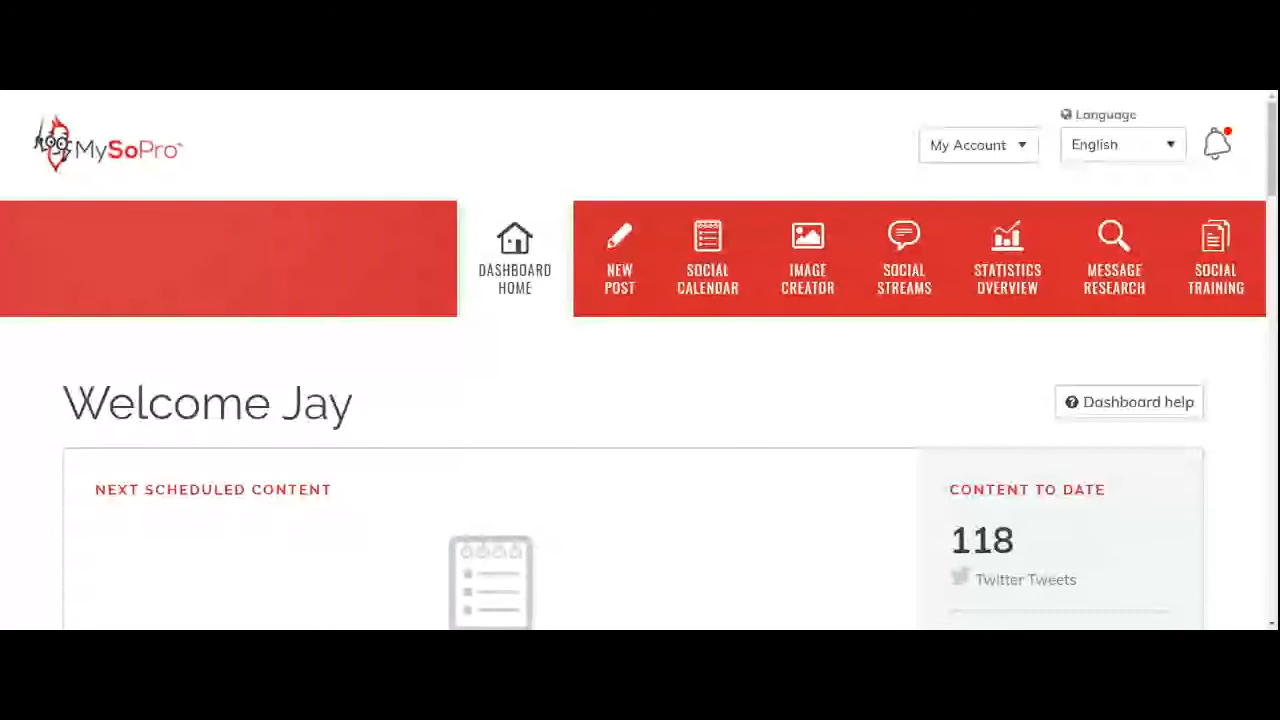 Language
MySoPro
My Account
English
DASHBOARD
HOME
NEW
POST
SOCIAL
CALENDAR
IMAGE
CREATOR
SOCIAL
STREAMS
STATISTICS
OVERVIEW
MESSAGE
RESEARCH
SOCIAL
TRAINING
Welcome Jay
Dashboard help
NEXT SCHEDULED CONTENT
CONTENT TO DATE
118
Twitter Tweets